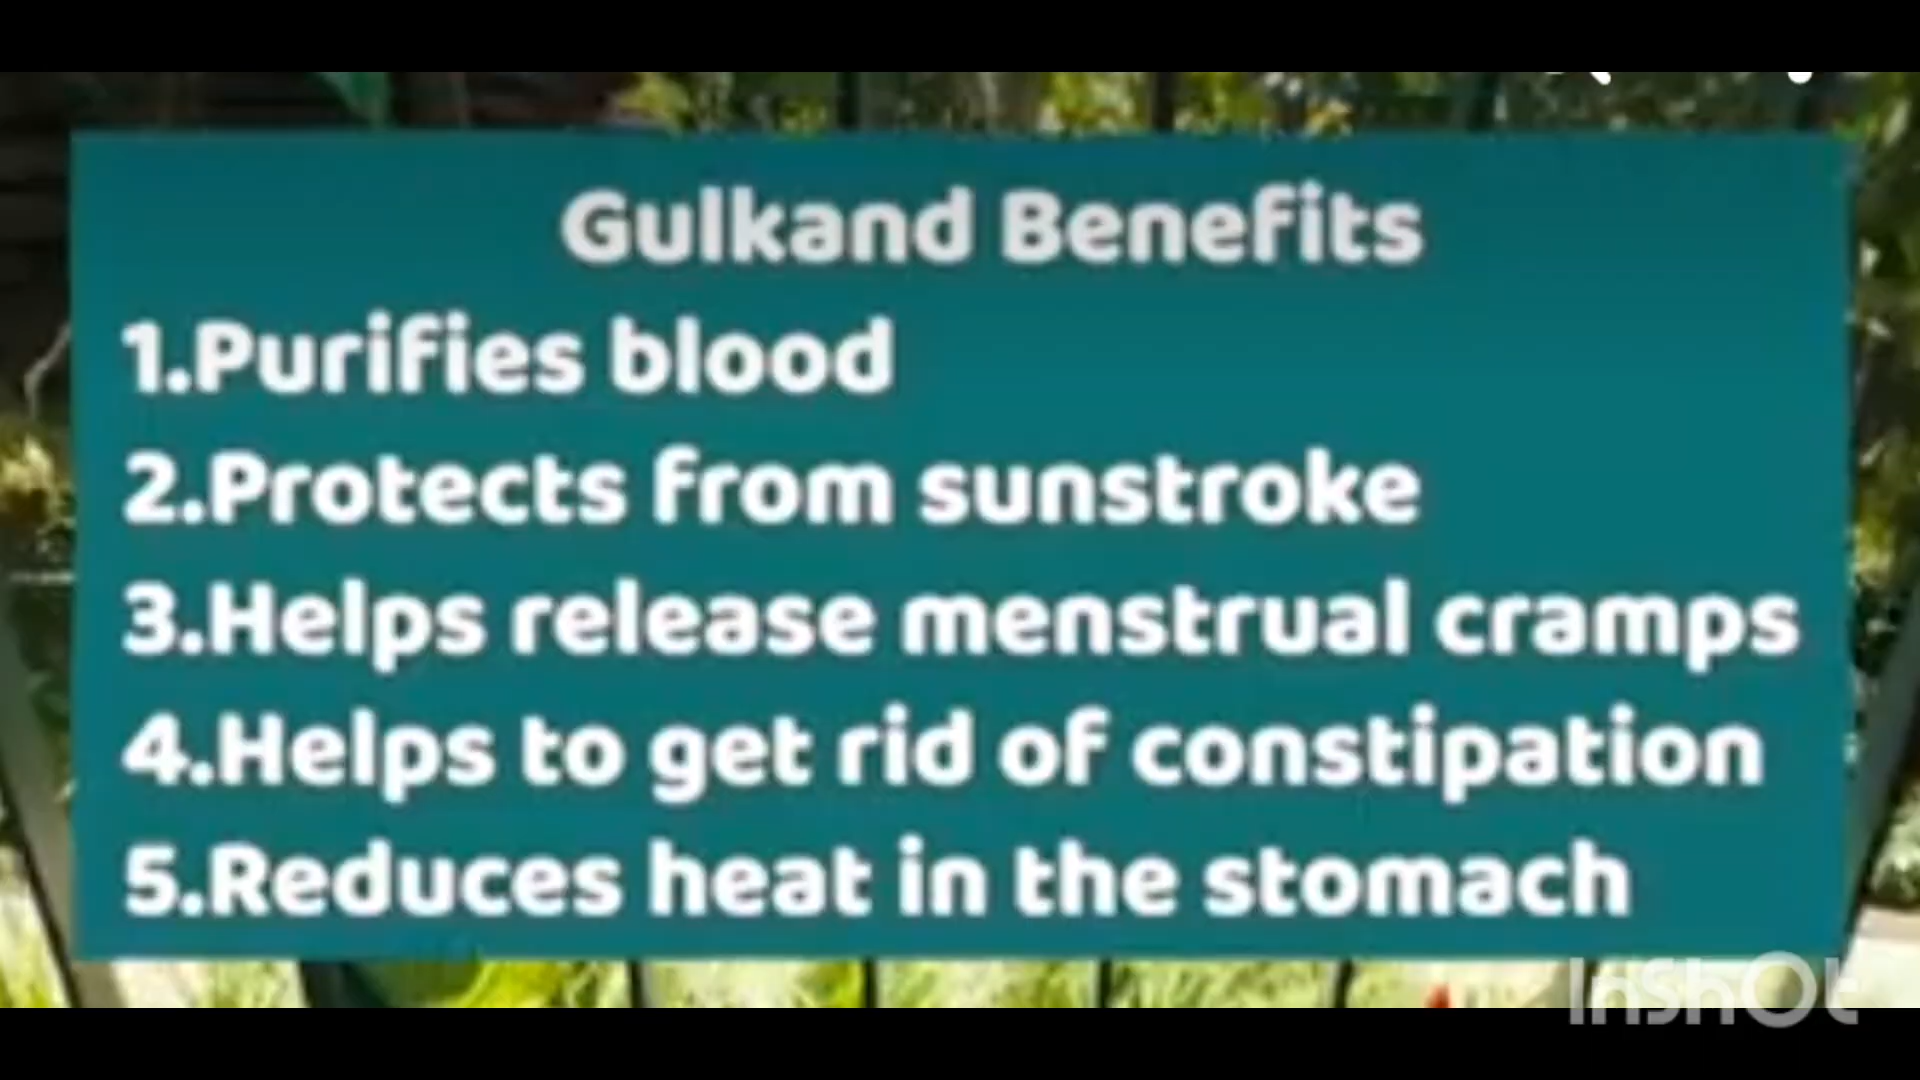 Gulkand Benefits
1.Purifies blood
2.Protects from sunstroke
3.Helps release menstrual cramps
4.Helps to get rid of constipation
5.Reduces heat in the stomach
InShOt